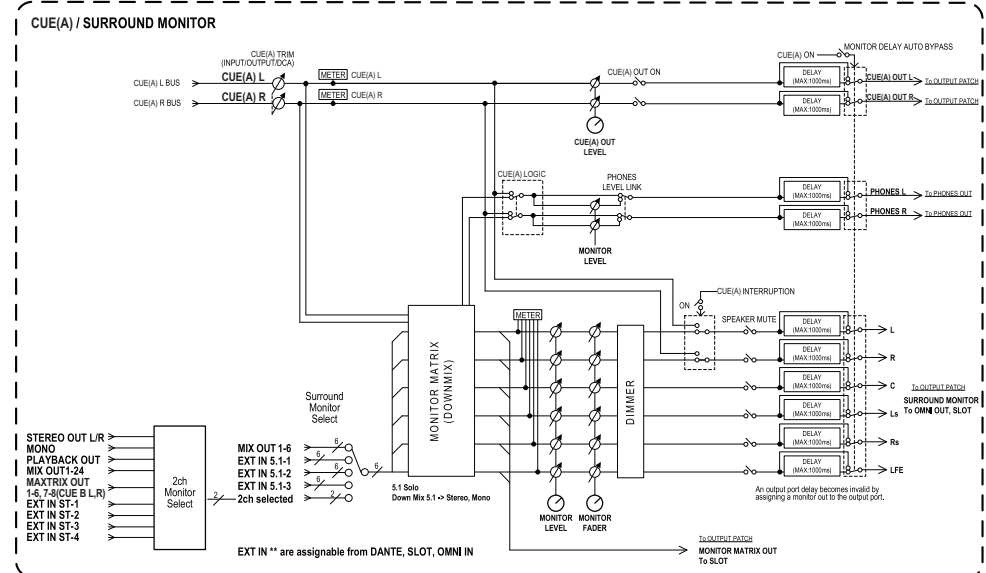 CUE(A) / SURROUND MONITOR
CUE(A) TRIM
(INPUT/OUTPUT/DCA)
CUE(A) L BUS
CUE(A) L
METER
CUE(A) L
CUE(A) R BUS
CUE(A) R
METER
CUE(A) R
CUE(A) OUT ON
CUE(A) OUT
LEVEL
CUE(A) ON
MONITOR DELAY AUTO BYPASS
DELAY
(MAX:1000ms)
CUE(A) OUT L
To OUTPUT PATCH
DELAY
(MAX:1000ms)
CUE(A) OUT R
To OUTPUT PATCH
CUE(A) LOGIC
PHONES
LEVEL LINK
MONITOR
LEVEL
DELAY
(MAX:1000ms)
PHONES L
To PHONES OUT
DELAY
(MAX:1000ms)
PHONES R
To PHONES OUT
CUE(A) INTERRUPTION
ON
SPEAKER MUTE
METER
MONITOR MATRIX
(DOWNMIX)
DIMMER
DELAY
(MAX:1000ms)
L
DELAY
(MAX:1000ms)
R
DELAY
(MAX:1000ms)
C
DELAY
(MAX:1000ms)
Ls
DELAY
(MAX:1000ms)
Rs
DELAY
(MAX:1000ms)
LFE
To OUTPUT PATCH
SURROUND MONITOR
To OMNI OUT, SLOT
An output port delay becomes invalid by
assigning a monitor out to the output port.
Surround
Monitor
Select
MIX OUT 1-6
6
EXT IN 5.1-1
6
EXT IN 5.1-2
6
EXT IN 5.1-3
6
2ch selected
2
6
5.1 Solo
Down Mix 5.1 -> Stereo, Mono
MONITOR
LEVEL
MONITOR
FADER
STEREO OUT L/R
MONO
PLAYBACK OUT
MIX OUT1-24
MAXTRIX OUT
1-6, 7-8(CUE B L,R)
EXT IN ST-1
EXT IN ST-2
EXT IN ST-3
EXT IN ST-4
2ch
Monitor
Select
2
EXT IN ** are assignable from DANTE, SLOT, OMNI IN
To OUTPUT PATCH
MONITOR MATRIX OUT
To SLOT